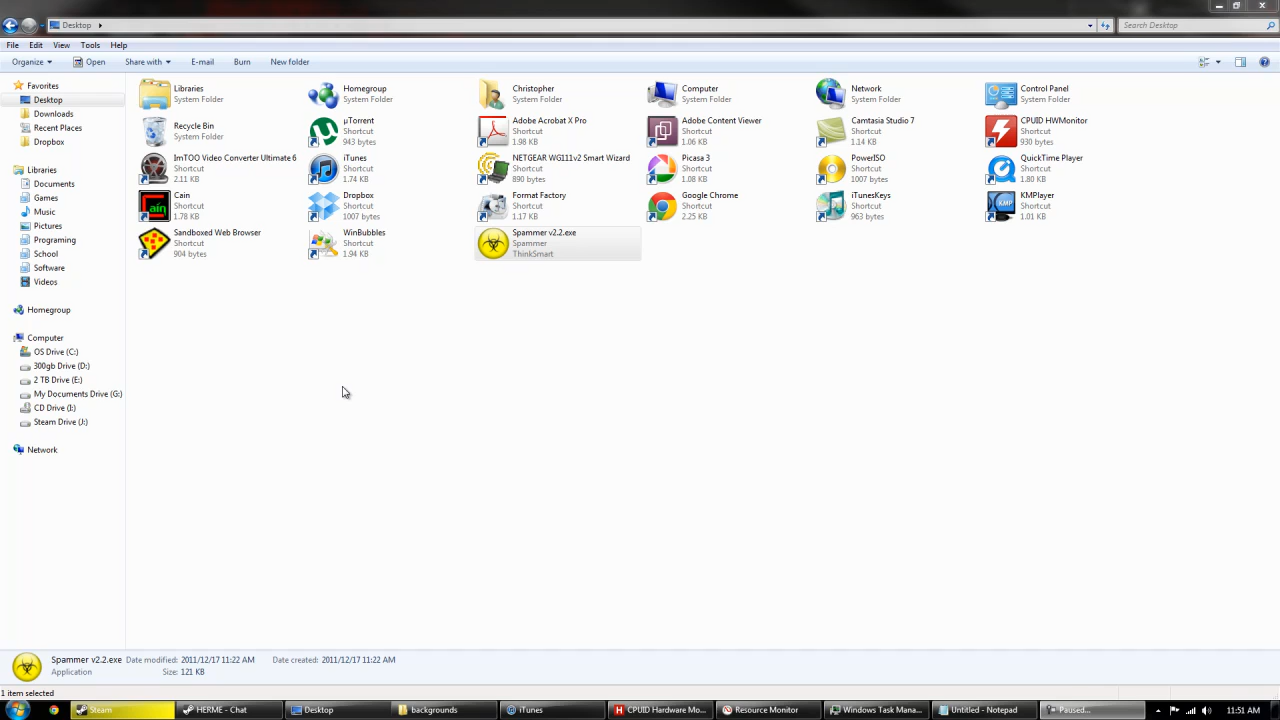 Desktop
Search Desktop
File Edit View Tools Help
Organize Open Share with E-mail Burn New folder
Favorites
Desktop
Downloads
Recent Places
Dropbox
Libraries
Documents
Games
Music
Pictures
Programing
School
Software
Videos
Homegroup
Computer
OS Drive (C:)
300gb Drive (D:)
2 TB Drive (E:)
My Documents Drive (G:)
CD Drive (I:)
Steam Drive (J:)
Network
Libraries
System Folder
Homegroup
System Folder
Christopher
System Folder
Computer
System Folder
Network
System Folder
Control Panel
System Folder
Recycle Bin
System Folder
µTorrent
Shortcut
943 bytes
Adobe Acrobat X Pro
Shortcut
1.98 KB
Adobe Content Viewer
Shortcut
1.06 KB
Camtasia Studio 7
Shortcut
1.14 KB
CPUID HWMonitor
Shortcut
930 bytes
ImTOO Video Converter Ultimate 6
Shortcut
2.11 KB
iTunes
Shortcut
1.74 KB
NETGEAR WG111v2 Smart Wizard
Shortcut
890 bytes
Picasa 3
Shortcut
1.08 KB
PowerISO
Shortcut
1007 bytes
QuickTime Player
Shortcut
1.80 KB
Cain
Shortcut
1.78 KB
Dropbox
Shortcut
1007 bytes
Format Factory
Shortcut
1.17 KB
Google Chrome
Shortcut
2.25 KB
iTunesKeys
Shortcut
963 bytes
KMPlayer
Shortcut
1.01 KB
Sandboxed Web Browser
Shortcut
904 bytes
WinBubbles
Shortcut
1.94 KB
Spammer v2.2.exe
Spammer
ThinkSmart
Spammer v2.2.exe Date modified: 2011/12/17 11:22 AM Date created: 2011/12/17 11:22 AM
Application Size: 121 KB
1 item selected
Steam HERME - Chat Desktop backgrounds iTunes CPUID Hardware Mo... Resource Monitor Windows Task Mana... Untitled - Notepad Paused... 11:51 AM